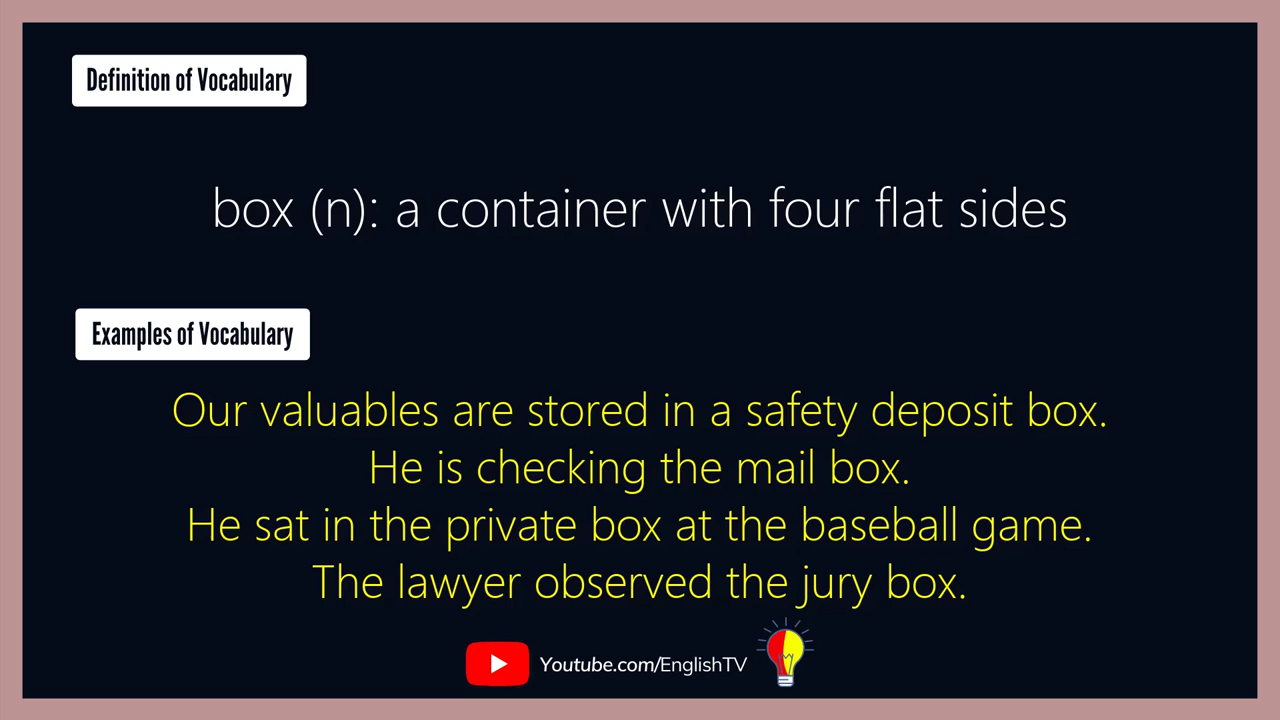 Definition of Vocabulary
box (n): a container with four flat sides
Examples of Vocabulary
Our valuables are stored in a safety deposit box.
He is checking the mail box.
He sat in the private box at the baseball game.
The lawyer observed the jury box.
Youtube.com/EnglishTV